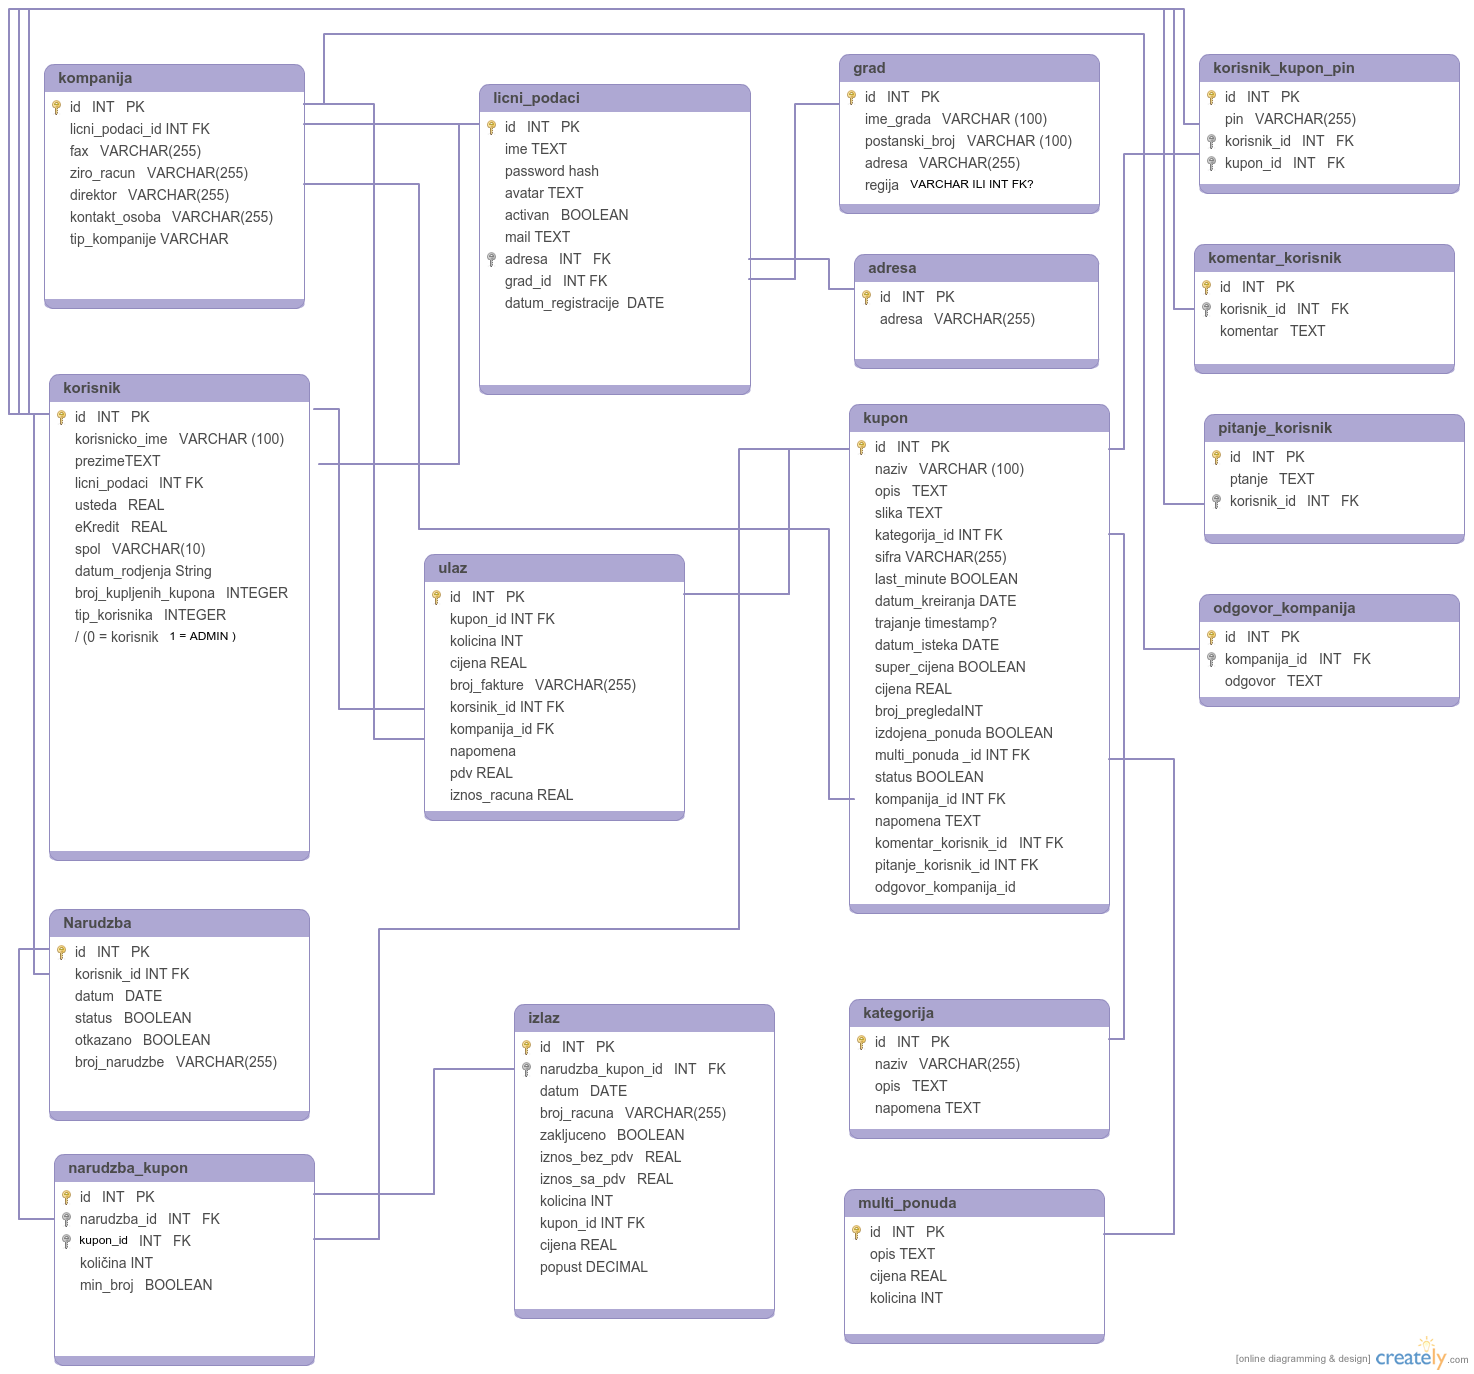 kompanija
id INT PK
licni_podaci_id INT FK
fax VARCHAR(255)
ziro_racun VARCHAR(255)
direktor VARCHAR(255)
kontakt_osoba VARCHAR(255)
tip_kompanije VARCHAR
licni_podaci
id INT PK
ime TEXT
password hash
avatar TEXT
activan BOOLEAN
mail TEXT
adresa INT FK
grad_id INT FK
datum_registracije DATE
grad
id INT PK
ime_grada VARCHAR (100)
postanski_broj VARCHAR (100)
adresa VARCHAR(255)
regija VARCHAR ILI INT FK?
korisnik_kupon_pin
id INT PK
pin VARCHAR(255)
korisnik_id INT FK
kupon_id INT FK
adresa
id INT PK
adresa VARCHAR(255)
komentar_korisnik
id INT PK
korisnik_id INT FK
komentar TEXT
korisnik
id INT PK
korisnicko_ime VARCHAR (100)
prezimeTEXT
licni_podaci INT FK
usteda REAL
eKredit REAL
spol VARCHAR(10)
datum_rodjenja String
broj_kupljenih_kupona INTEGER
tip_korisnika INTEGER
/ (0 = korisnik 1 = ADMIN )
kupon
id INT PK
naziv VARCHAR (100)
opis TEXT
slika TEXT
kategorija_id INT FK
sifra VARCHAR(255)
last_minute BOOLEAN
datum_kreiranja DATE
trajanje timestamp?
datum_isteka DATE
super_cijena BOOLEAN
cijena REAL
broj_pregledaINT
izdojena_ponuda BOOLEAN
multi_ponuda _id INT FK
status BOOLEAN
kompanija_id INT FK
napomena TEXT
komentar_korisnik_id INT FK
pitanje_korisnik_id INT FK
odgovor_kompanija_id
pitanje_korisnik
id INT PK
ptanje TEXT
korisnik_id INT FK
ulaz
id INT PK
kupon_id INT FK
kolicina INT
cijena REAL
broj_fakture VARCHAR(255)
korsinik_id INT FK
kompanija_id FK
napomena
pdv REAL
iznos_racuna REAL
odgovor_kompanija
id INT PK
kompanija_id INT FK
odgovor TEXT
Narudzba
id INT PK
korisnik_id INT FK
datum DATE
status BOOLEAN
otkazano BOOLEAN
broj_narudzbe VARCHAR(255)
izlaz
id INT PK
narudzba_kupon_id INT FK
datum DATE
broj_racuna VARCHAR(255)
zakljuceno BOOLEAN
iznos_bez_pdv REAL
iznos_sa_pdv REAL
kolicina INT
kupon_id INT FK
cijena REAL
popust DECIMAL
kategorija
id INT PK
naziv VARCHAR(255)
opis TEXT
napomena TEXT
narudzba_kupon
id INT PK
narudzba_id INT FK
kupon_id INT FK
količina INT
min_broj BOOLEAN
multi_ponuda
id INT PK
opis TEXT
cijena REAL
kolicina INT
[online diagramming & design] creately.com